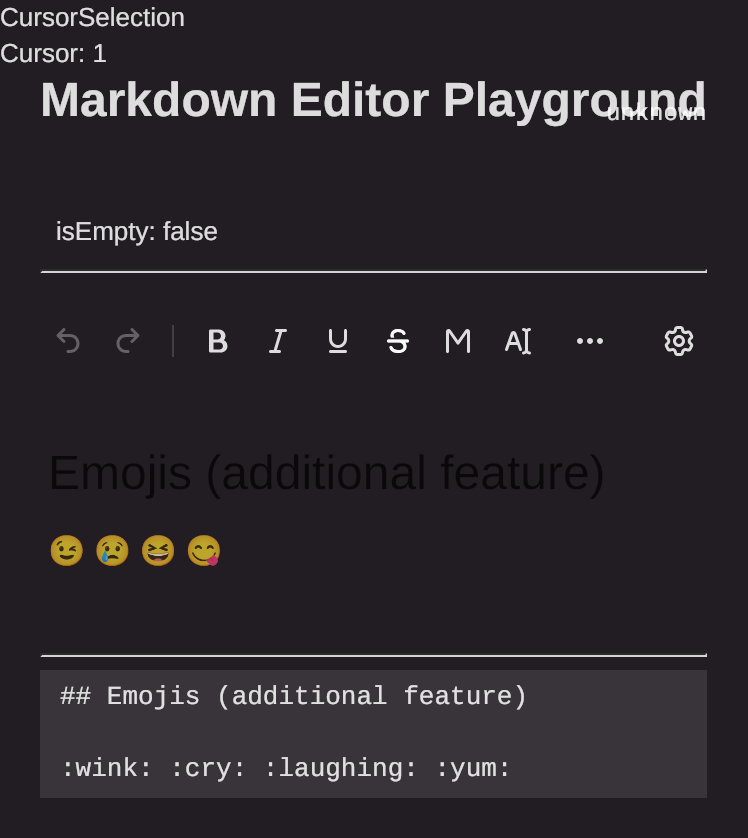 CursorSelection
Cursor: 1
Markdown Editor Playground
unknown
isEmpty: false
Emojis (additional feature)
😉 😢 😆 😋
## Emojis (additional feature)
:wink: :cry: :laughing: :yum: